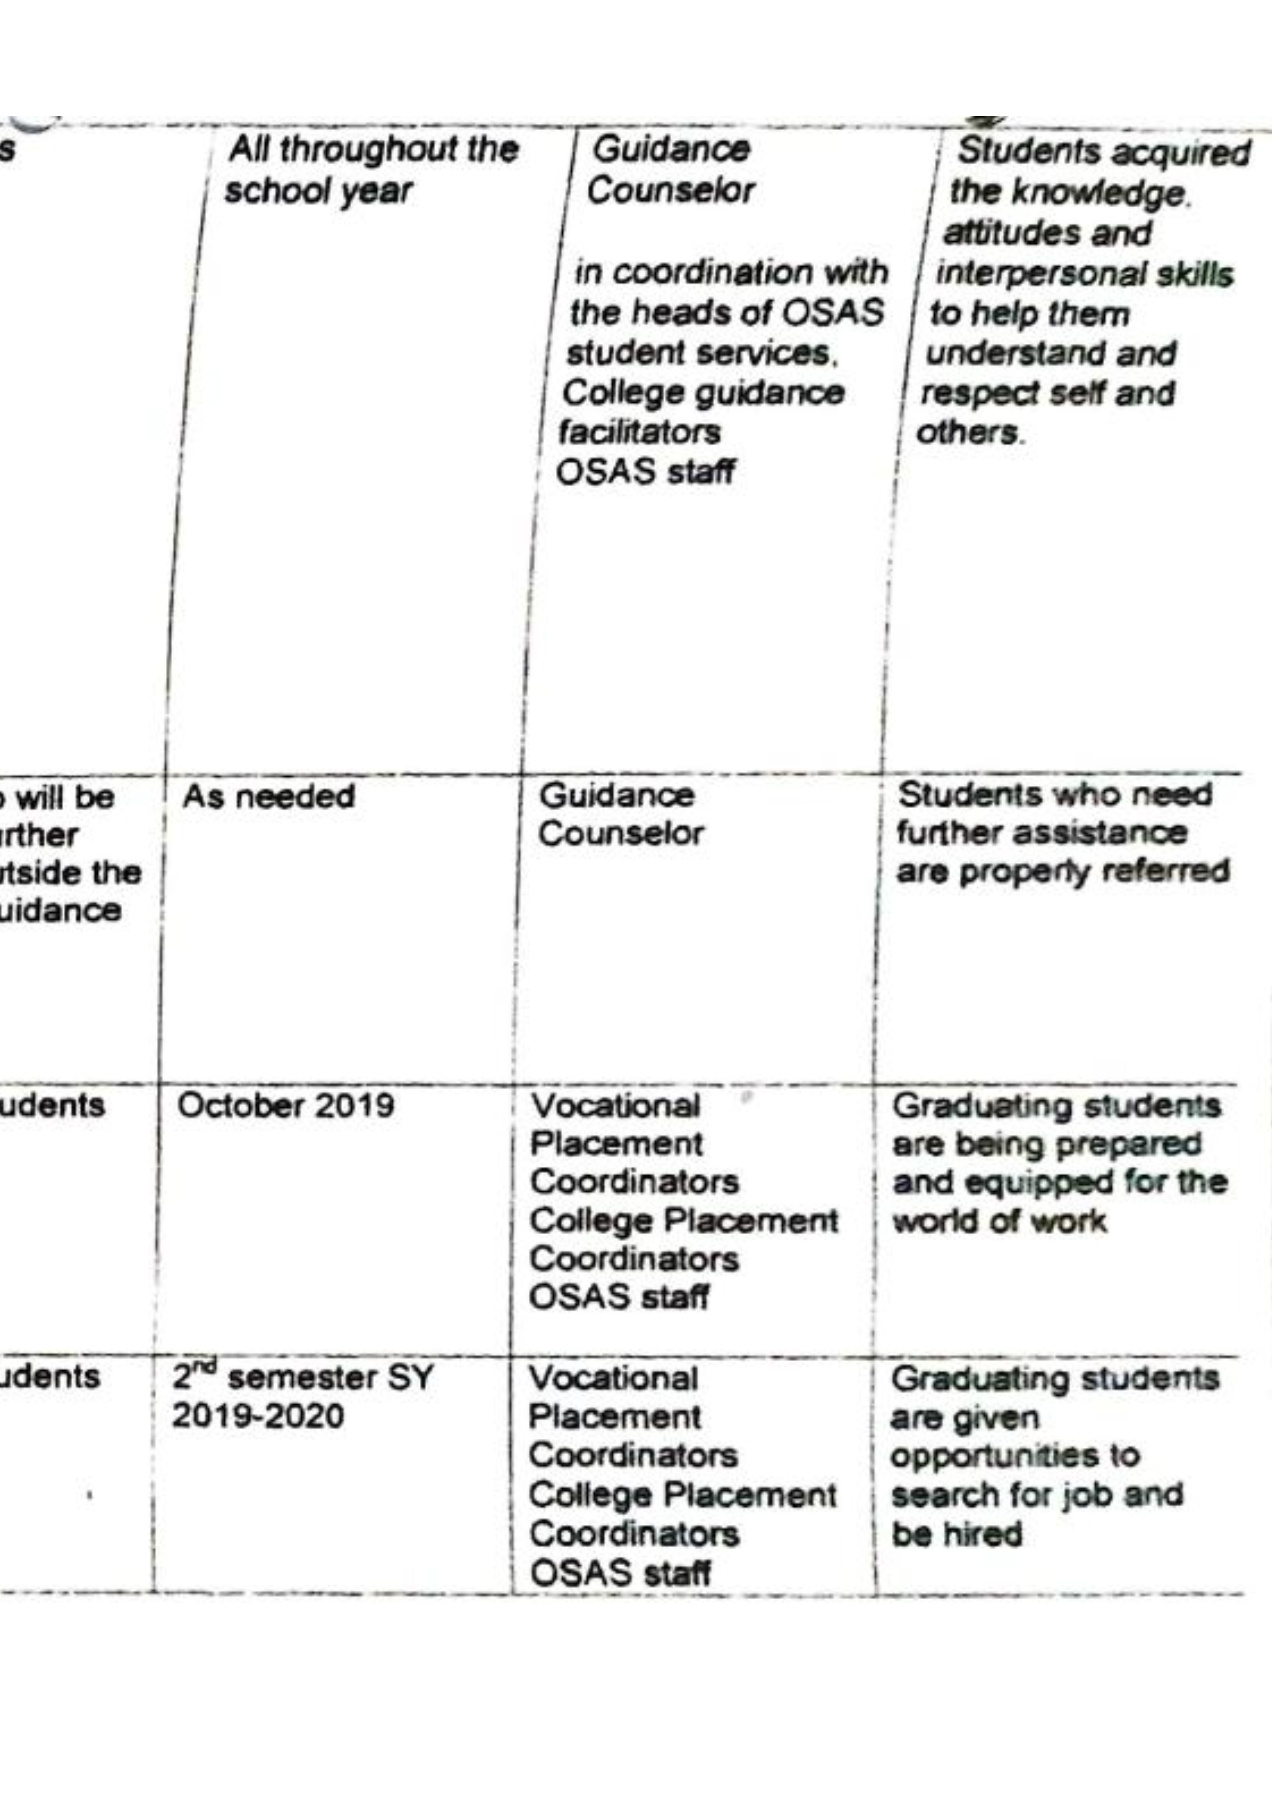 s
All throughout the
school year
Guidance
Counselor
in coordination with
the heads of OSAS
student services.
College guidance
facilitators
OSAS staff
Students acquired
the knowledge.
attitudes and
interpersonal skills
to help them
understand and
respect self and
others.
will be
rther
utside the
uidance
As needed
Guidance
Counselor
Students who need
further assistance
are properly referred
udents
October 2019
Vocational
Placement
Coordinators
College Placement
Coordinators
OSAS staff
Graduating students
are being prepared
and equipped for the
world of work
udents
2nd semester SY
2019-2020
Vocational
Placement
Coordinators
College Placement
Coordinators
OSAS staff
Graduating students
are given
opportunities to
search for job and
be hired